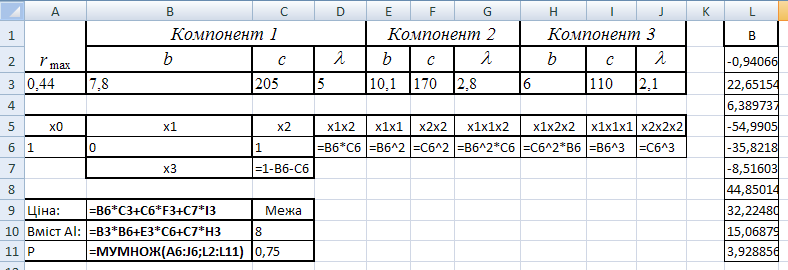 A B C D E F G H I J K L
1 Компонент 1 Компонент 2 Компонент 3 B
2 r max b c λ b c λ b c λ -0,94066
3 0,44 7,8 205 5 10,1 170 2,8 6 110 2,1 22,65154
4 6,389737
5 x0 x1 x2 x1x2 x1x1 x2x2 x1x1x2 x1x2x2 x1x1x1 x2x2x2 -54,9905
6 1 0 1 =B6*C6 =B6^2 =C6^2 =B6^2*C6 =C6^2*B6 =B6^3 =C6^3 -35,8218
7 x3 =1-B6-C6 -8,51603
8 44,85014
9 Ціна: =B6*C3+C6*F3+C7*I3 Межа 32,22480
10 Вміст Al: =B3*B6+E3*C6+C7*H3 8 15,06879
11 P =МУМНОЖ(A6:J6;L2:L11) 0,75 3,928856